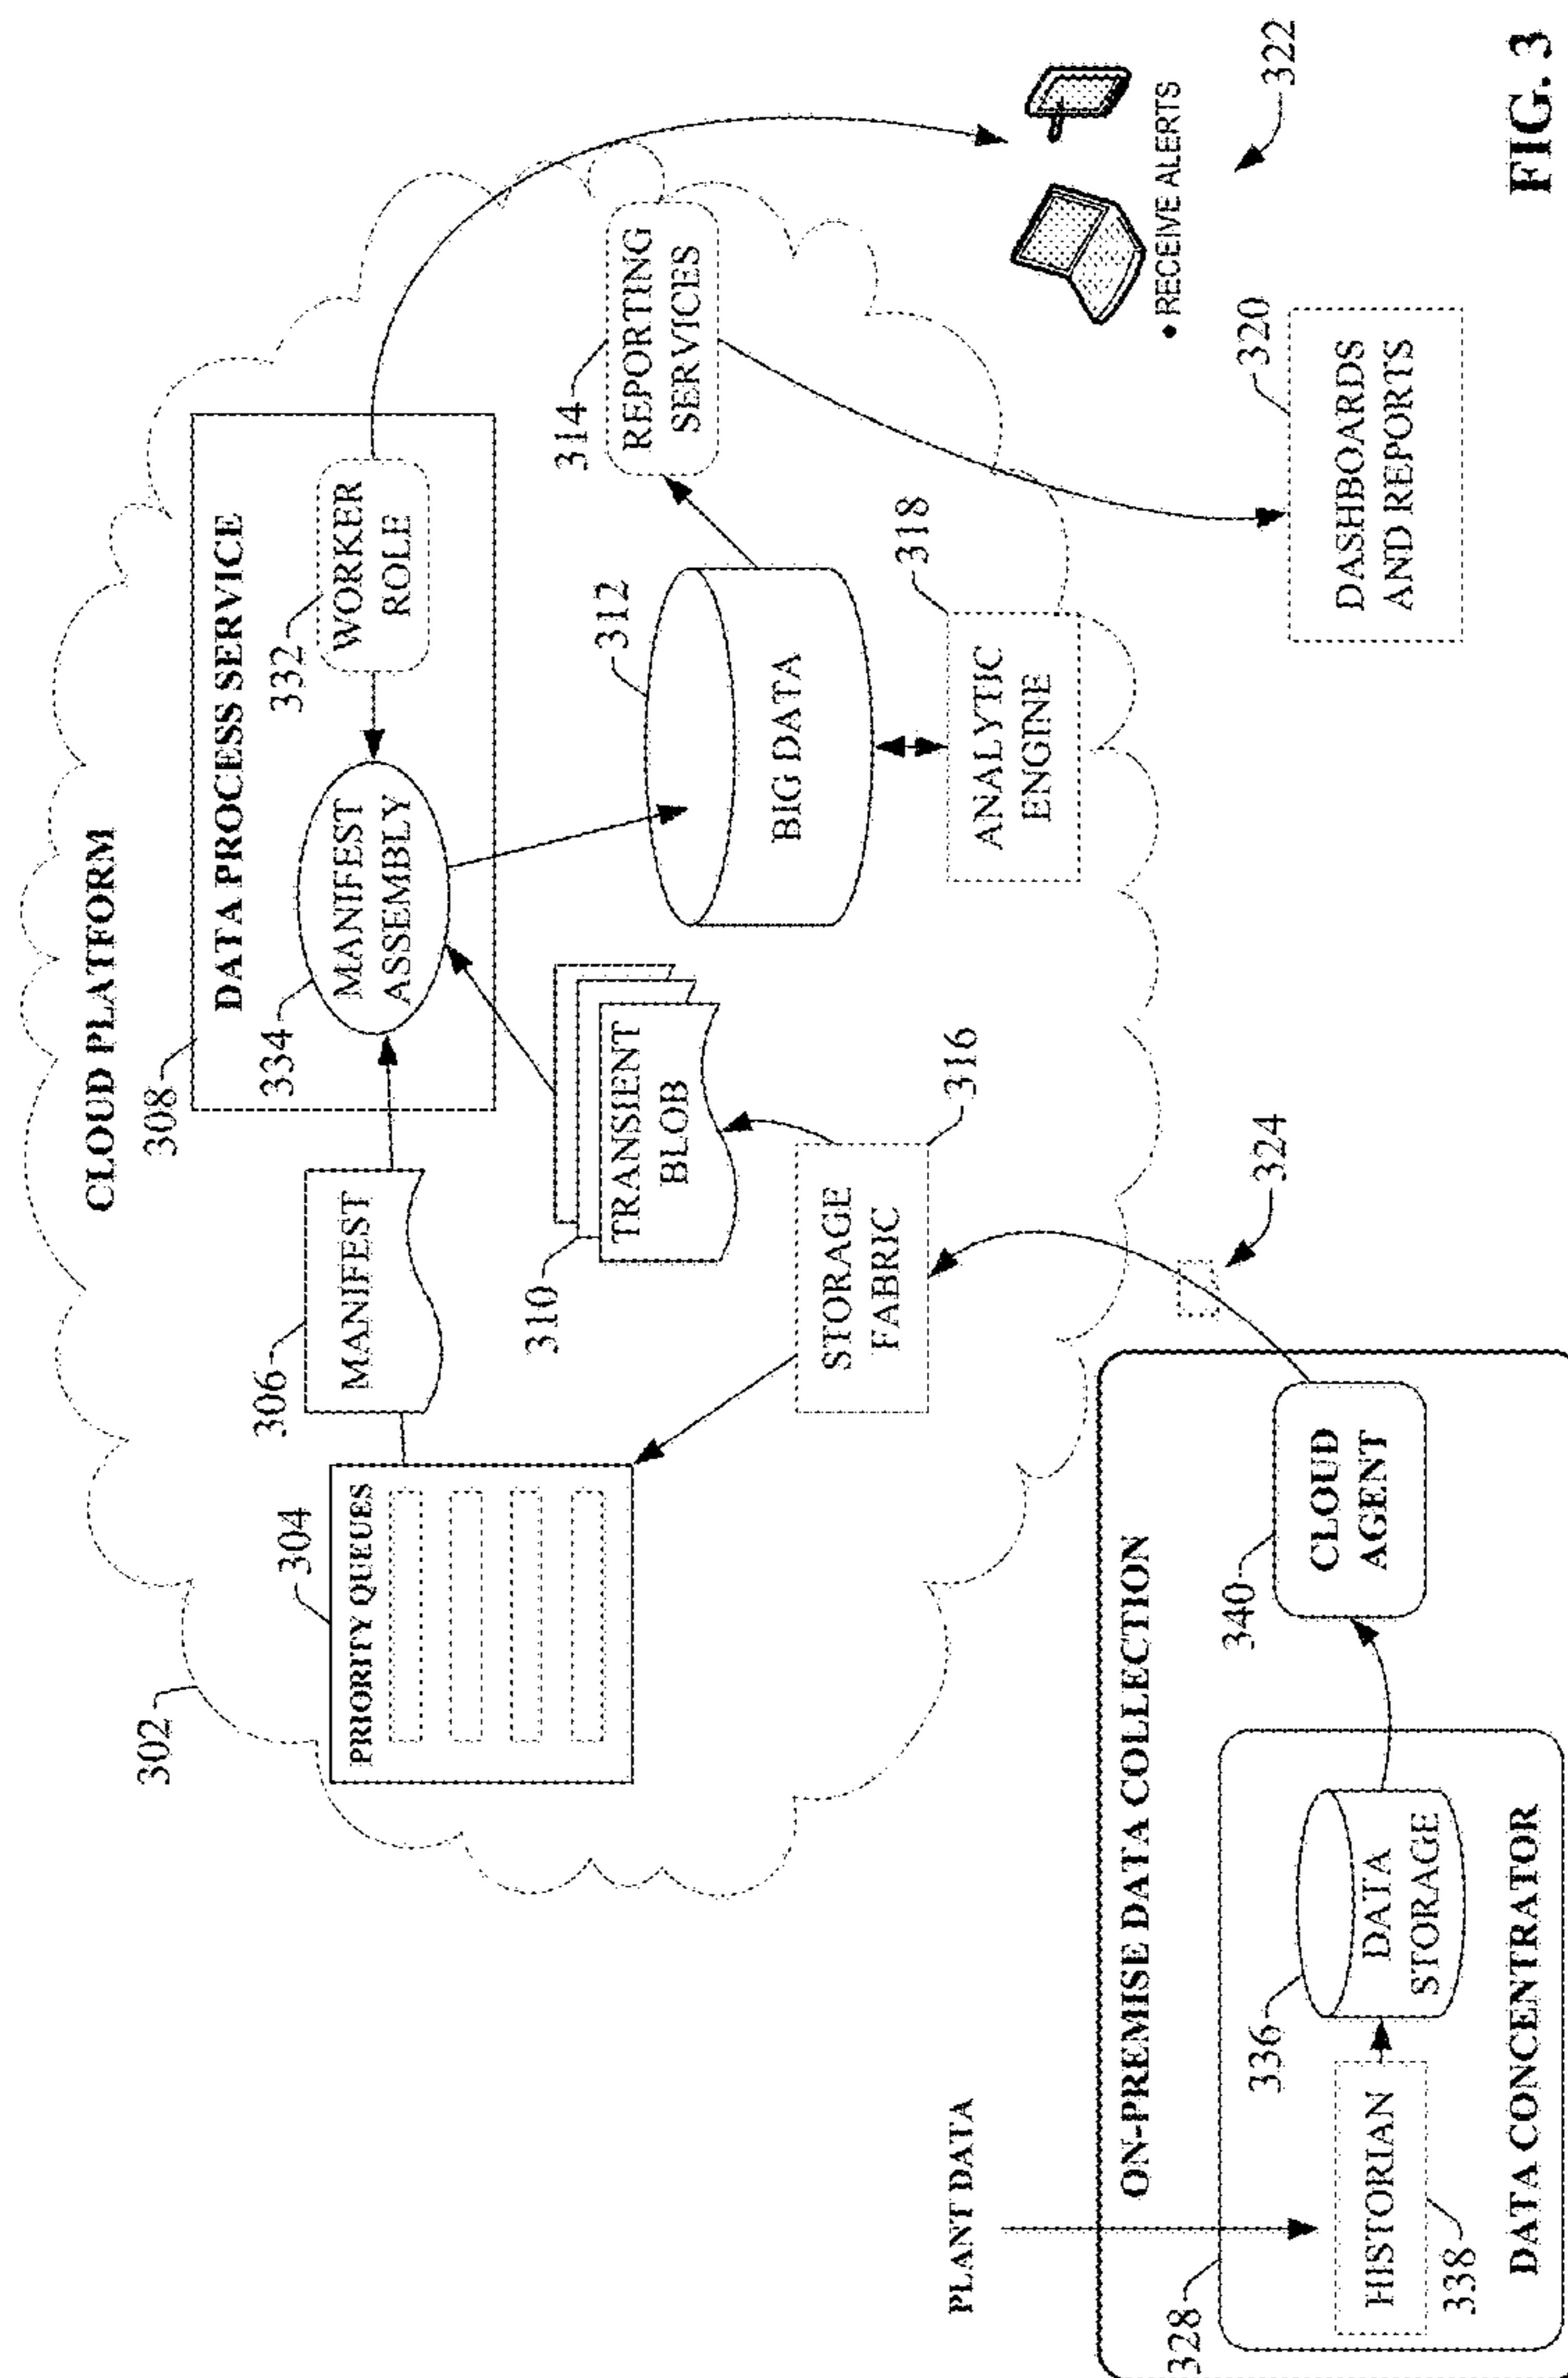 CLOUD PLATFORM
302
304
PRIORITY QUEUES
306
MANIFEST
308
DATA PROCESS SERVICE
334
MANIFEST
ASSEMBLY
332
WORKER
ROLE
310
TRANSIENT
BLOB
312
BIG DATA
314
REPORTING
SERVICES
STORAGE
FABRIC
316
318
ANALYTIC
ENGINE
• RECEIVE ALERTS
322
320
DASHBOARDS
AND REPORTS
324
PLANT DATA
ON-PREMISE DATA COLLECTION
328
336
HISTORIAN
338
DATA
STORAGE
DATA CONCENTRATOR
340
CLOUD
AGENT
FIG. 3